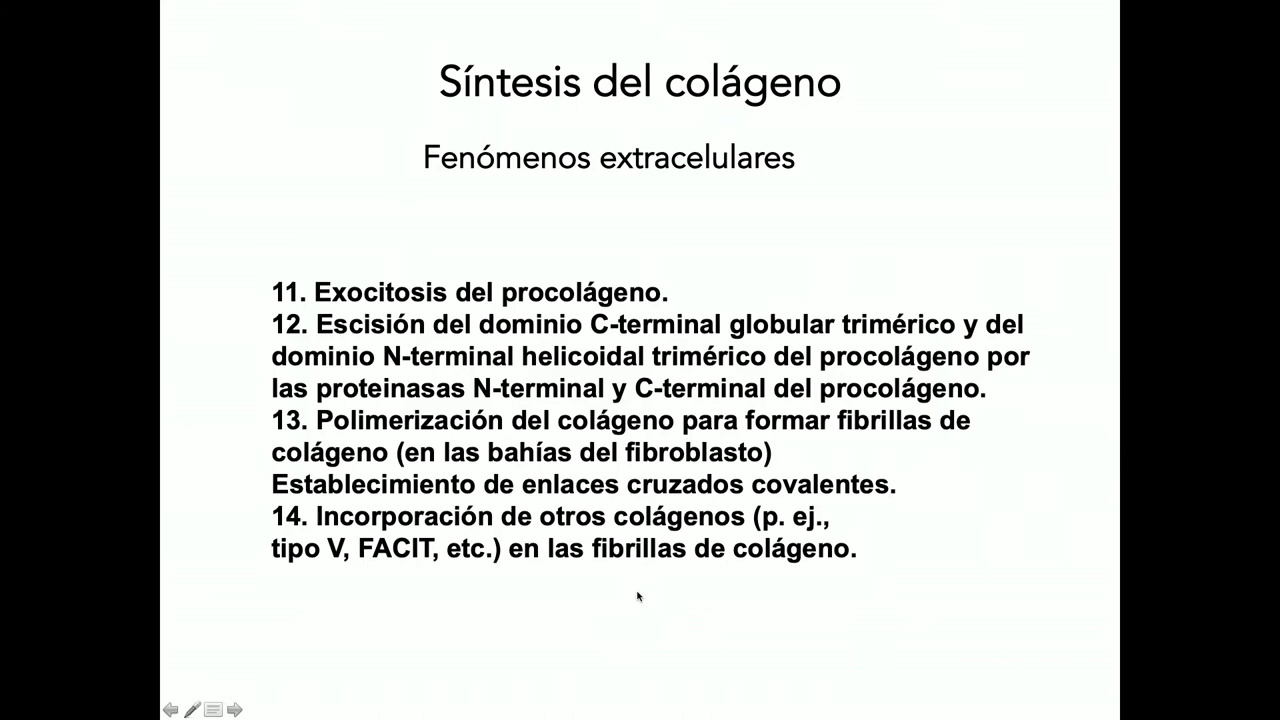 Síntesis del colágeno
Fenómenos extracelulares
11. Exocitosis del procolágeno.
12. Escisión del dominio C-terminal globular trimérico y del
dominio N-terminal helicoidal trimérico del procolágeno por
las proteinasas N-terminal y C-terminal del procolágeno.
13. Polimerización del colágeno para formar fibrillas de
colágeno (en las bahías del fibroblasto)
Establecimiento de enlaces cruzados covalentes.
14. Incorporación de otros colágenos (p. ej.,
tipo V, FACIT, etc.) en las fibrillas de colágeno.